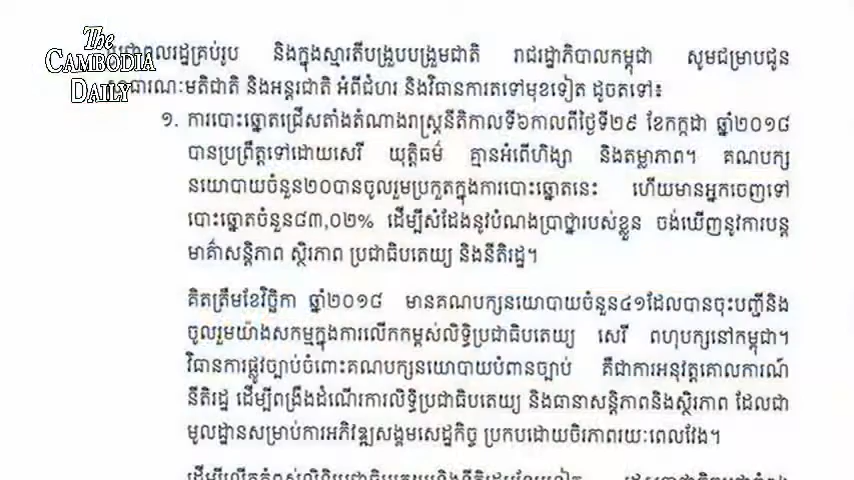 The
CAMBODIA
DAILY
និងក្នុងស្មារតីបង្រួបបង្រួមជាតិ រាជរដ្ឋាភិបាលកម្ពុជា សូមជម្រាបជូន
និងអន្តរជាតិ អំពីជំហរ និងវិធានការតទៅមុខទៀត ដូចតទៅ៖
១. ការបោះឆ្នោតជ្រើសតាំងតំណាងរាស្ត្រនីតិកាលទី៦កាលពីថ្ងៃទី២៩ ខែកក្កដា ឆ្នាំ២០១៨
បានប្រព្រឹត្តទៅដោយសេរី យុត្តិធម៌ គ្មានអំពើហិង្សា និងតម្លាភាព។ គណបក្ស
នយោបាយចំនួន២០បានចូលរួមប្រកួតក្នុងការបោះឆ្នោតនេះ ហើយមានអ្នកចេញទៅ
បោះឆ្នោតចំនួន៨៣,០២% ដើម្បីសំដែងនូវបំណងប្រាថ្នារបស់ខ្លួន ចង់ឃើញនូវការបន្ត
មាគ៌ាសន្តិភាព ស្ថិរភាព ប្រជាធិបតេយ្យ និងនីតិរដ្ឋ។
គិតត្រឹមខែវិច្ឆិកា ឆ្នាំ២០១៨ មានគណបក្សនយោបាយចំនួន៤១ដែលបានចុះបញ្ជីនិង
ចូលរួមយ៉ាងសកម្មក្នុងការលើកកម្ពស់លិទ្ធិប្រជាធិបតេយ្យ សេរី ពហុបក្សនៅកម្ពុជា។
វិធានការផ្លូវច្បាប់ចំពោះគណបក្សនយោបាយបំពានច្បាប់ គឺជាការអនុវត្តគោលការណ៍
នីតិរដ្ឋ ដើម្បីពង្រឹងដំណើរការលិទ្ធិប្រជាធិបតេយ្យ និងធានាសន្តិភាពនិងស្ថិរភាព ដែលជា
មូលដ្ឋានសម្រាប់ការអភិវឌ្ឍសង្គមសេដ្ឋកិច្ច ប្រកបដោយចិរភាពរយៈពេលវែង។